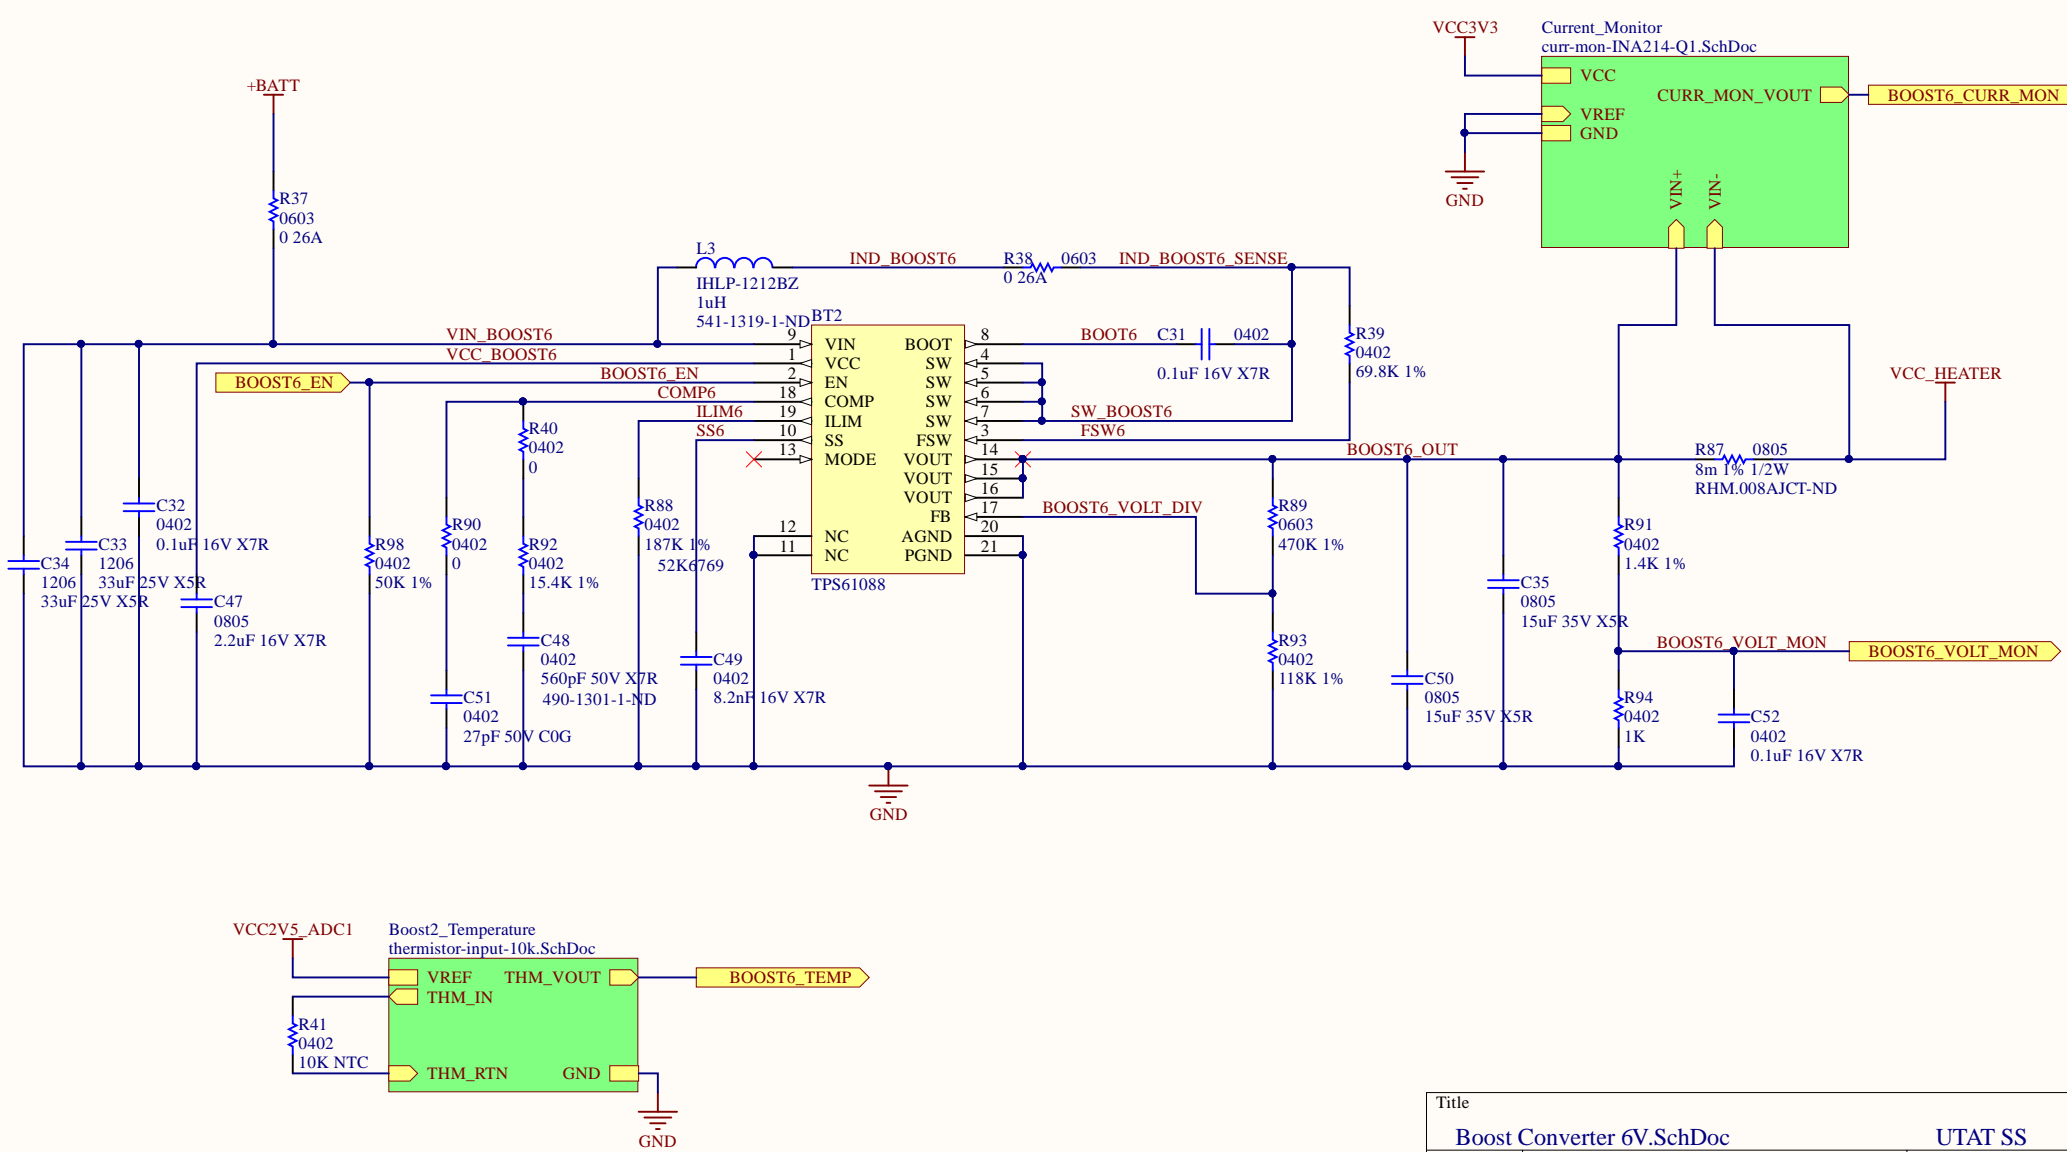 VCC3V3
Current_Monitor
curr-mon-INA214-Q1.SchDoc
VCC
VREF
GND
CURR_MON_VOUT
BOOST6_CURR_MON
VIN+
VIN-
GND
+BATT
R37
0603
0 26A
L3
IHLP-1212BZ
1uH
541-1319-1-ND
IND_BOOST6
R38
0603
0 26A
IND_BOOST6_SENSE
BT2
VIN_BOOST6
VCC_BOOST6
BOOST6_EN
BOOST6_EN
COMP6
ILIM6
SS6
9
1
2
18
19
10
13
12
11
VIN
VCC
EN
COMP
ILIM
SS
MODE
NC
NC
BOOT
SW
SW
SW
SW
FSW
VOUT
VOUT
VOUT
FB
AGND
PGND
8
4
5
6
7
3
14
15
16
17
20
21
TPS61088
BOOT6
C31
0402
0.1uF 16V X7R
SW_BOOST6
FSW6
R39
0402
69.8K 1%
BOOST6_OUT
BOOST6_VOLT_DIV
VCC_HEATER
R87
0805
8m 1% 1/2W
RHM.008AJCT-ND
C34
1206
33uF 25V X5R
C33
1206
33uF 25V X5R
C32
0402
0.1uF 16V X7R
C47
0805
2.2uF 16V X7R
R98
0402
50K 1%
R90
0402
0
C51
0402
27pF 50V C0G
R40
0402
0
R92
0402
15.4K 1%
C48
0402
560pF 50V X7R
490-1301-1-ND
R88
0402
187K 1%
52K6769
C49
0402
8.2nF 16V X7R
R89
0603
470K 1%
R93
0402
118K 1%
C50
0805
15uF 35V X5R
C35
0805
15uF 35V X5R
R91
0402
1.4K 1%
BOOST6_VOLT_MON
BOOST6_VOLT_MON
R94
0402
1K
C52
0402
0.1uF 16V X7R
GND
VCC2V5_ADC1
Boost2_Temperature
thermistor-input-10k.SchDoc
VREF
THM_IN
THM_RTN
THM_VOUT
GND
BOOST6_TEMP
R41
0402
10K NTC
GND
Title
Boost Converter 6V.SchDoc
UTAT SS